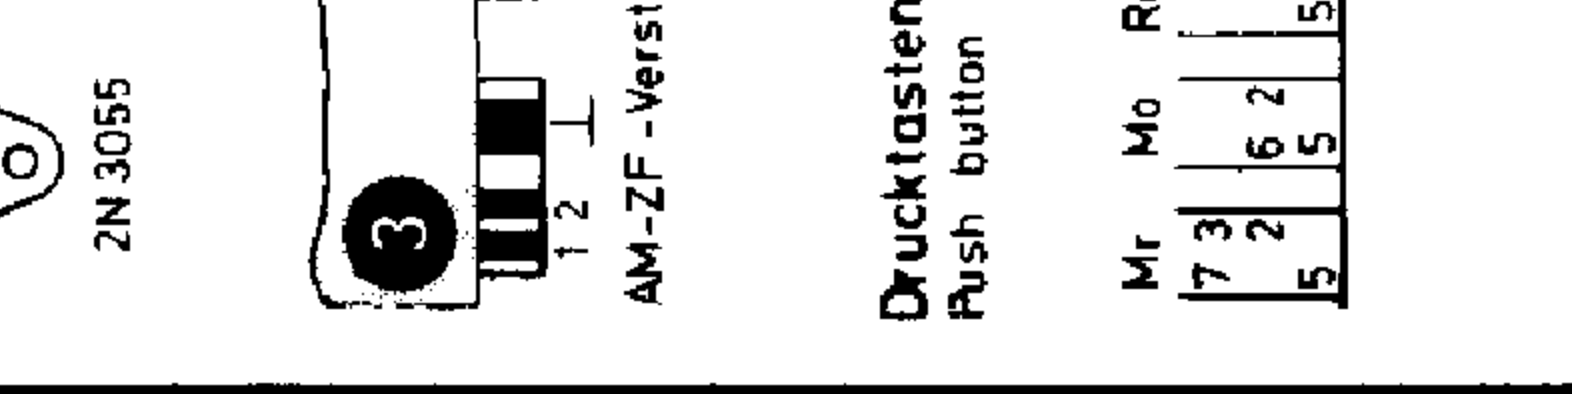 2N 3055
3
1 2 ⊥
AM-ZF-Verst
Drucktasten
Push button
Mr Mo
7 3
2 6 2
5 5 5